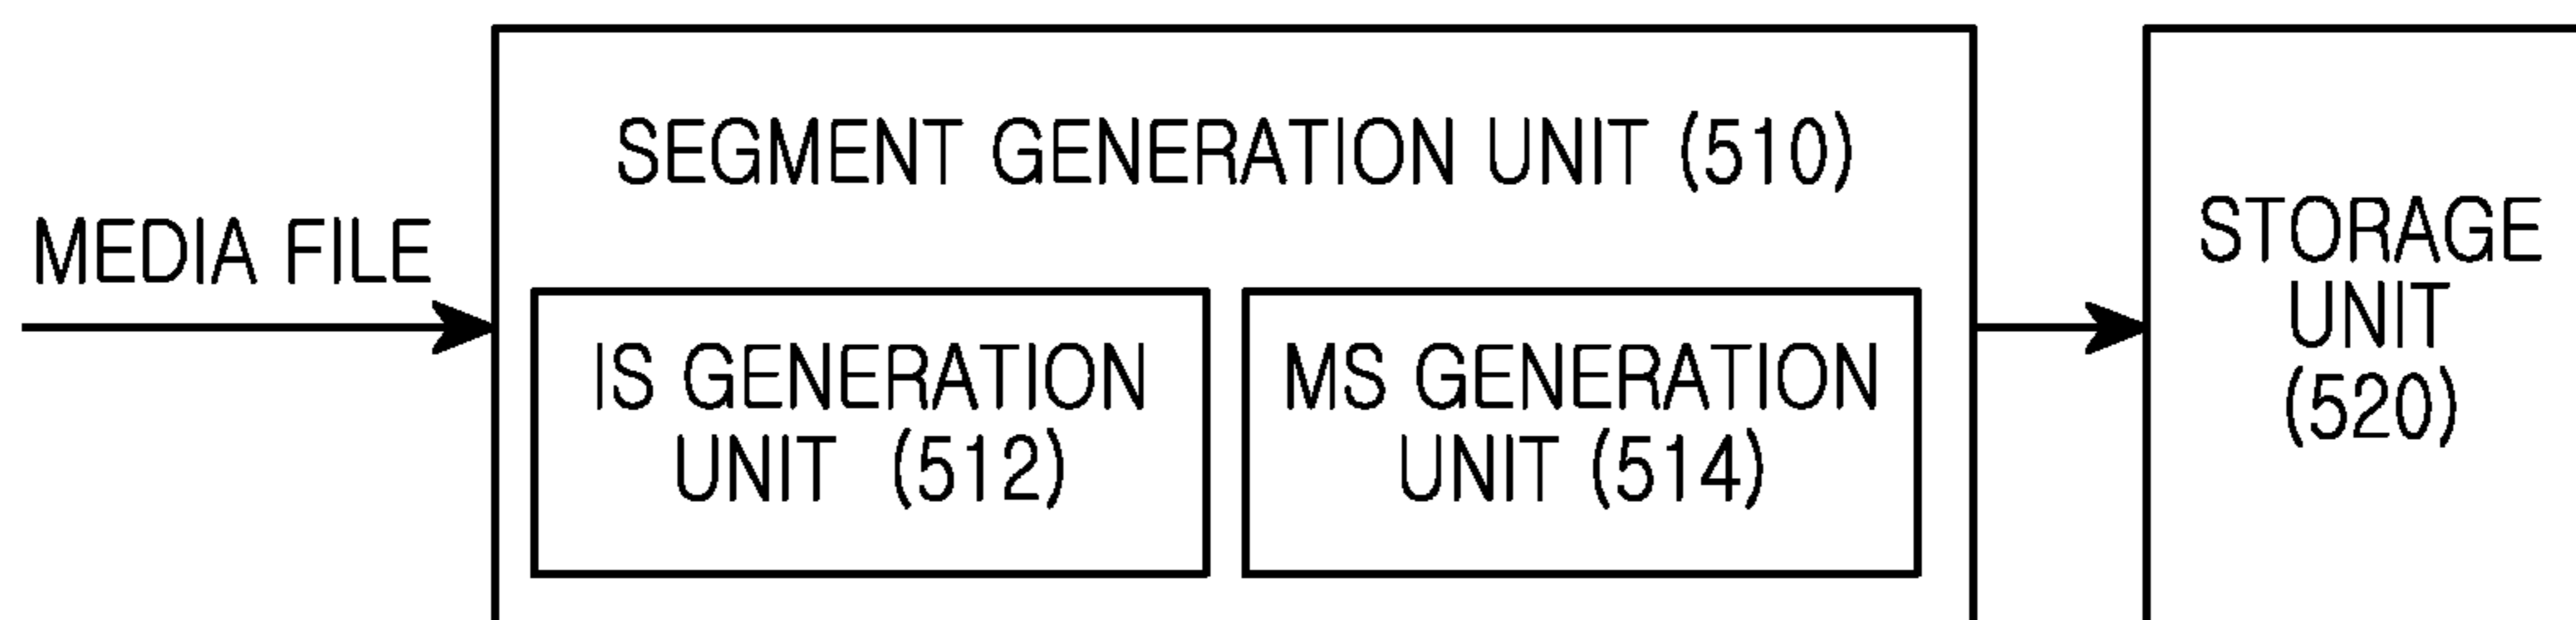 MEDIA FILE
SEGMENT GENERATION UNIT (510)
IS GENERATION
UNIT (512)
MS GENERATION
UNIT (514)
STORAGE
UNIT
(520)